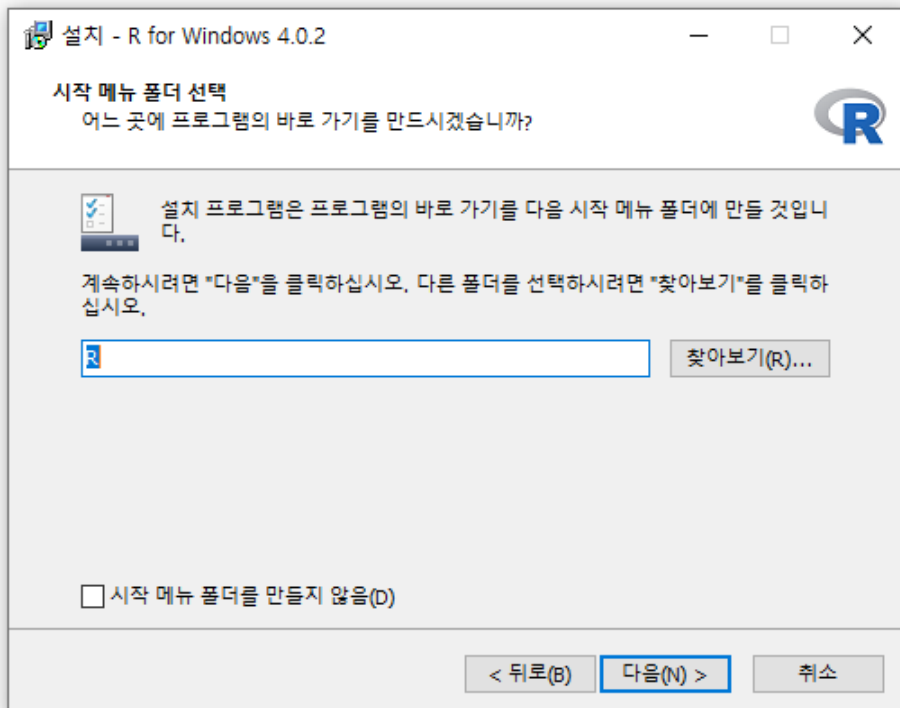 설치 - R for Windows 4.0.2
시작 메뉴 폴더 선택
어느 곳에 프로그램의 바로 가기를 만드시겠습니까?
R
설치 프로그램은 프로그램의 바로 가기를 다음 시작 메뉴 폴더에 만들 것입니
다.
계속하시려면 "다음"을 클릭하십시오. 다른 폴더를 선택하시려면 "찾아보기"를 클릭하
십시오.
R
찾아보기(R)...
시작 메뉴 폴더를 만들지 않음(D)
< 뒤로(B)
다음(N) >
취소